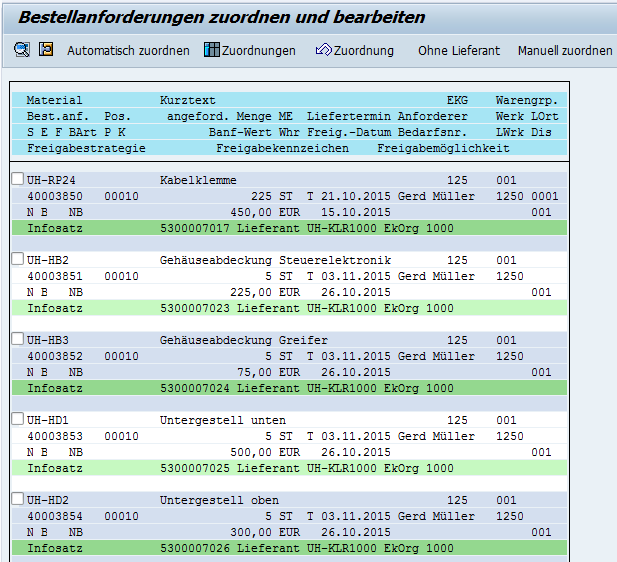 Bestellanforderungen zuordnen und bearbeiten
Automatisch zuordnen Zuordnungen Zuordnung Ohne Lieferant Manuell zuordnen
Material Kurztext EKG Warengrp.
Best.anf. Pos. angeford. Menge ME Liefertermin Anforderer Werk LOrt
S E F BArt P K Banf-Wert Whr Freig.-Datum Bedarfsnr. LWrk Dis
Freigabestrategie Freigabekennzeichen Freigabemöglichkeit
UH-RP24 Kabelklemme 125 001
40003850 00010 225 ST T 21.10.2015 Gerd Müller 1250 0001
N B NB 450,00 EUR 15.10.2015 001
Infosatz 5300007017 Lieferant UH-KLR1000 EkOrg 1000
UH-HB2 Gehäuseabdeckung Steuerelektronik 125 001
40003851 00010 5 ST T 03.11.2015 Gerd Müller 1250
N B NB 225,00 EUR 26.10.2015 001
Infosatz 5300007023 Lieferant UH-KLR1000 EkOrg 1000
UH-HB3 Gehäuseabdeckung Greifer 125 001
40003852 00010 5 ST T 03.11.2015 Gerd Müller 1250
N B NB 75,00 EUR 26.10.2015 001
Infosatz 5300007024 Lieferant UH-KLR1000 EkOrg 1000
UH-HD1 Untergestell unten 125 001
40003853 00010 5 ST T 03.11.2015 Gerd Müller 1250
N B NB 500,00 EUR 26.10.2015 001
Infosatz 5300007025 Lieferant UH-KLR1000 EkOrg 1000
UH-HD2 Untergestell oben 125 001
40003854 00010 5 ST T 03.11.2015 Gerd Müller 1250
N B NB 300,00 EUR 26.10.2015 001
Infosatz 5300007026 Lieferant UH-KLR1000 EkOrg 1000